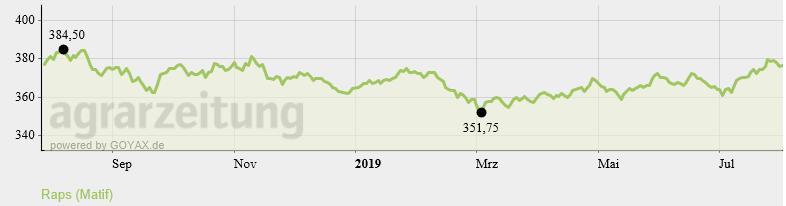 400
384,50
380
360
agrarzeitung
351,75
340
powered by GOYAX.de
Sep Nov 2019 Mrz Mai Jul
Raps (Matif)